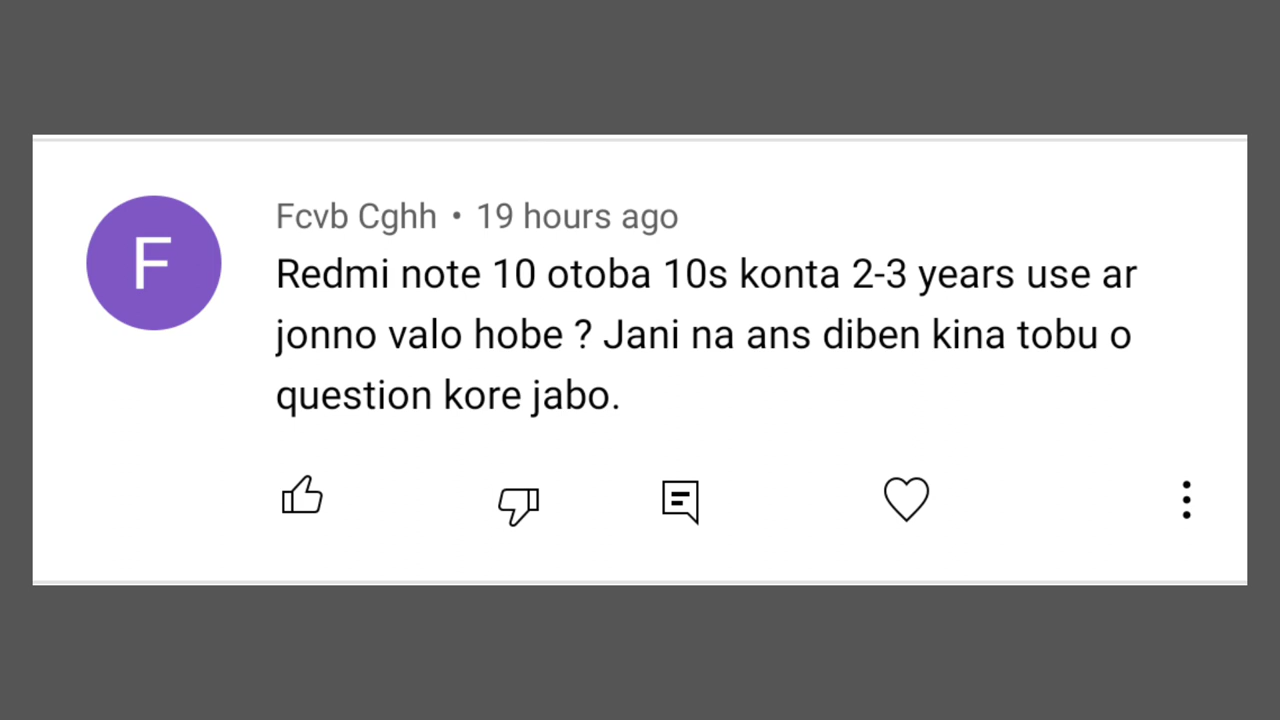 F
Fcvb Cghh • 19 hours ago
Redmi note 10 otoba 10s konta 2-3 years use ar
jonno valo hobe ? Jani na ans diben kina tobu o
question kore jabo.